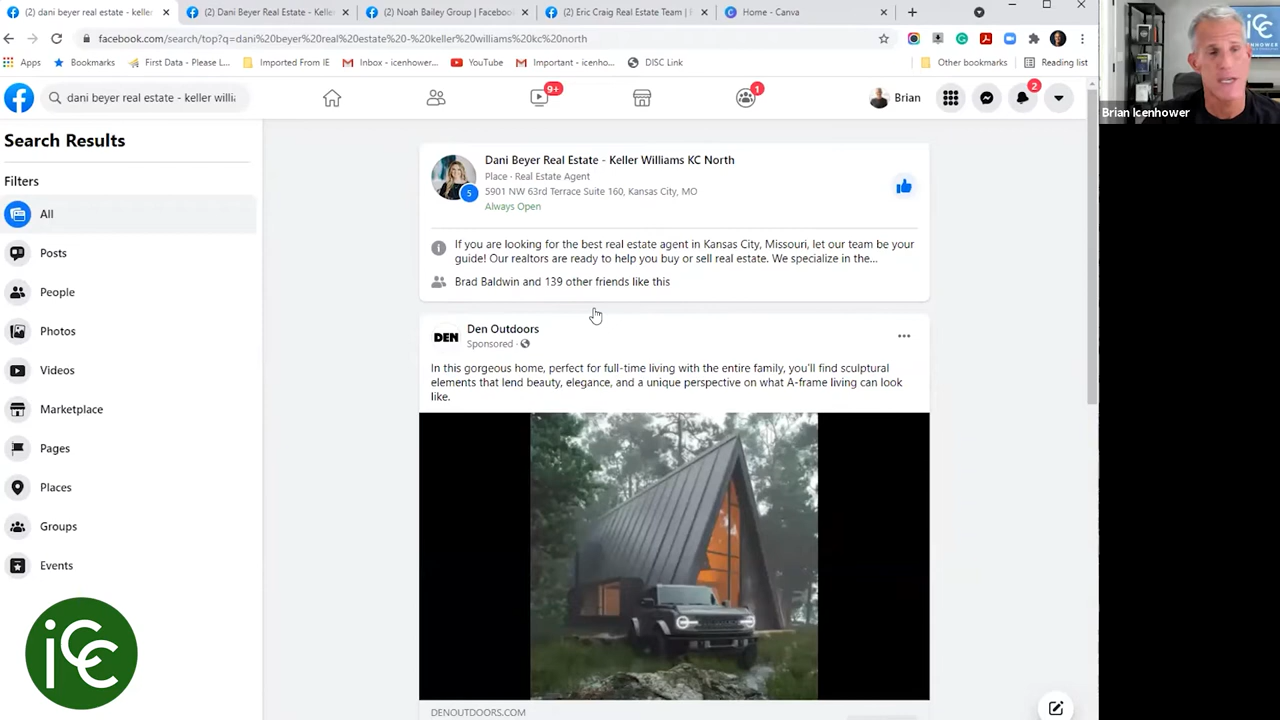 (2) dani beyer real estate - keller
(2) Dani Beyer Real Estate - Keller
(2) Noah Bailey Group | Facebook
(2) Eric Craig Real Estate Team |
Home - Canva
facebook.com/search/top?q=dani%20beyer%20real%20estate%20-%20keller%20williams%20kc%20north
Apps
Bookmarks
First Data - Please L...
Imported From IE
Inbox - icenhower...
YouTube
Important - icenho...
DISC Link
Other bookmarks
Reading list
dani beyer real estate - keller willia
9+
1
Brian
2
Brian Icenhower
iCC
ICENHOWER
Search Results
Filters
All
Posts
People
Photos
Videos
Marketplace
Pages
Places
Groups
Events
Dani Beyer Real Estate - Keller Williams KC North
Place · Real Estate Agent
5901 NW 63rd Terrace Suite 160, Kansas City, MO
Always Open
5
If you are looking for the best real estate agent in Kansas City, Missouri, let our team be your
guide! Our realtors are ready to help you buy or sell real estate. We specialize in the...
Brad Baldwin and 139 other friends like this
DEN
Den Outdoors
Sponsored ·
In this gorgeous home, perfect for full-time living with the entire family, you'll find sculptural
elements that lend beauty, elegance, and a unique perspective on what A-frame living can look
like.
DENOUTDOORS.COM
iCC